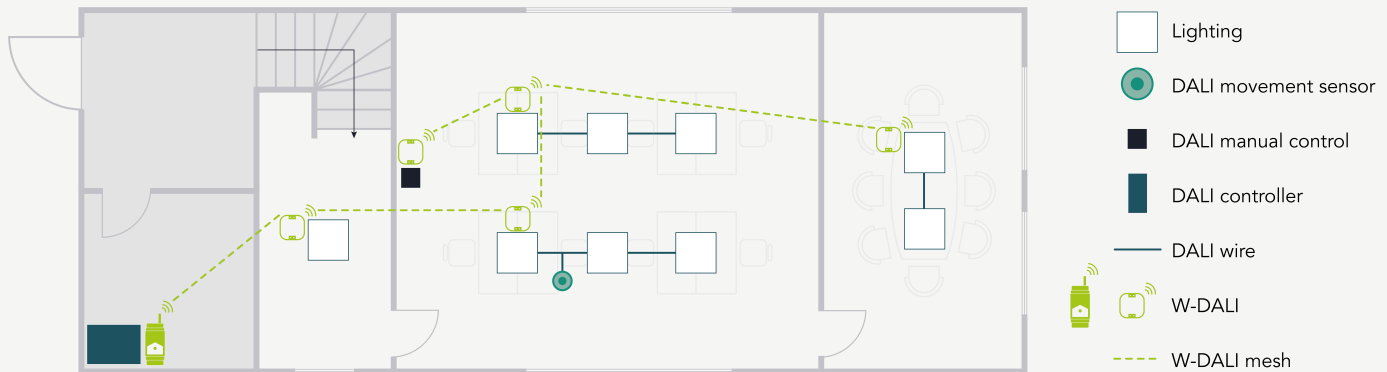 Lighting
DALI movement sensor
DALI manual control
DALI controller
DALI wire
W-DALI
W-DALI mesh